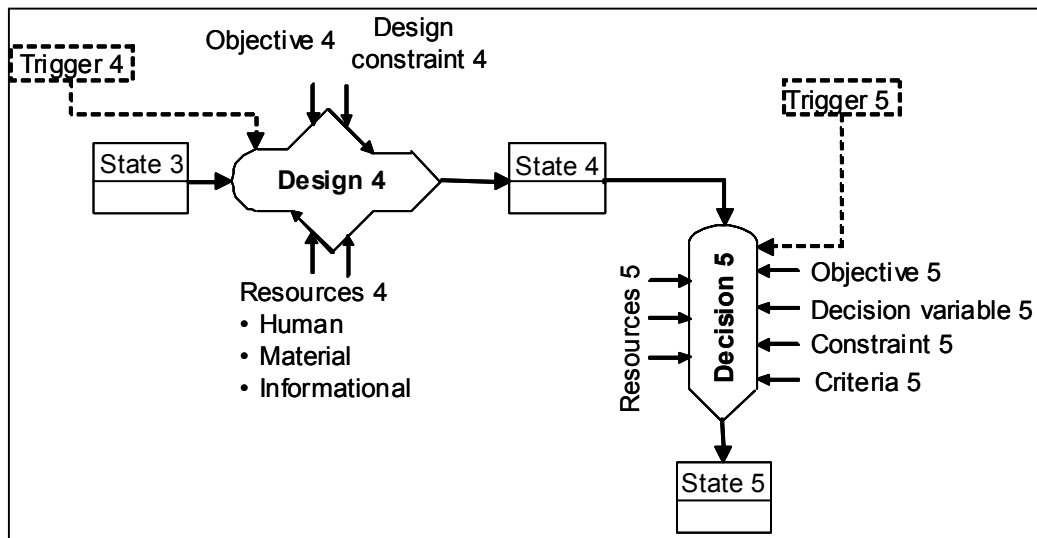 Objective 4
Design
constraint 4
Trigger 4
Trigger 5
State 3
Design 4
State 4
Resources 4
• Human
• Material
• Informational
Resources 5
Decision 5
Objective 5
Decision variable 5
Constraint 5
Criteria 5
State 5